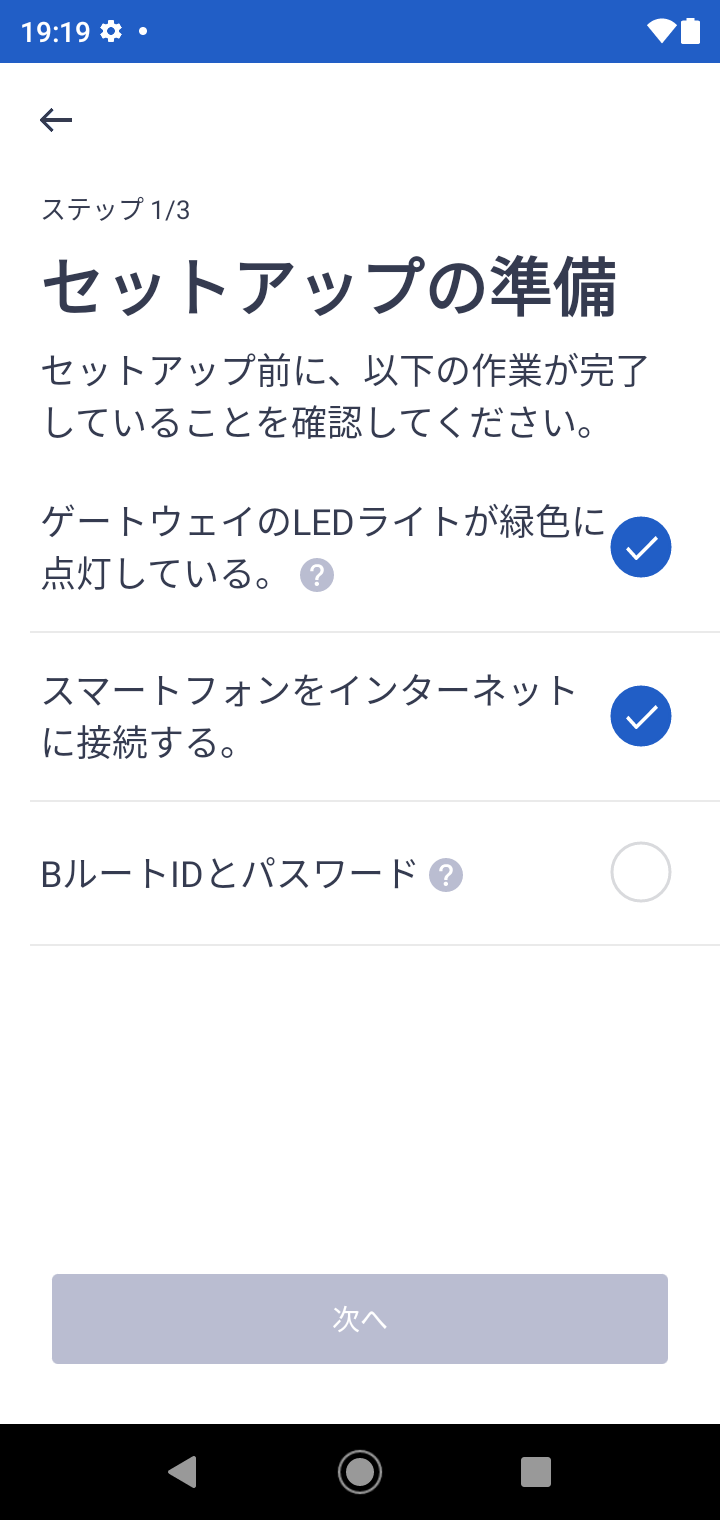 19:19
ステップ 1/3
セットアップの準備
セットアップ前に、以下の作業が完了
していることを確認してください。
ゲートウェイのLEDライトが緑色に
点灯している。 ?
スマートフォンをインターネット
に接続する。
BルートIDとパスワード ?
次へ